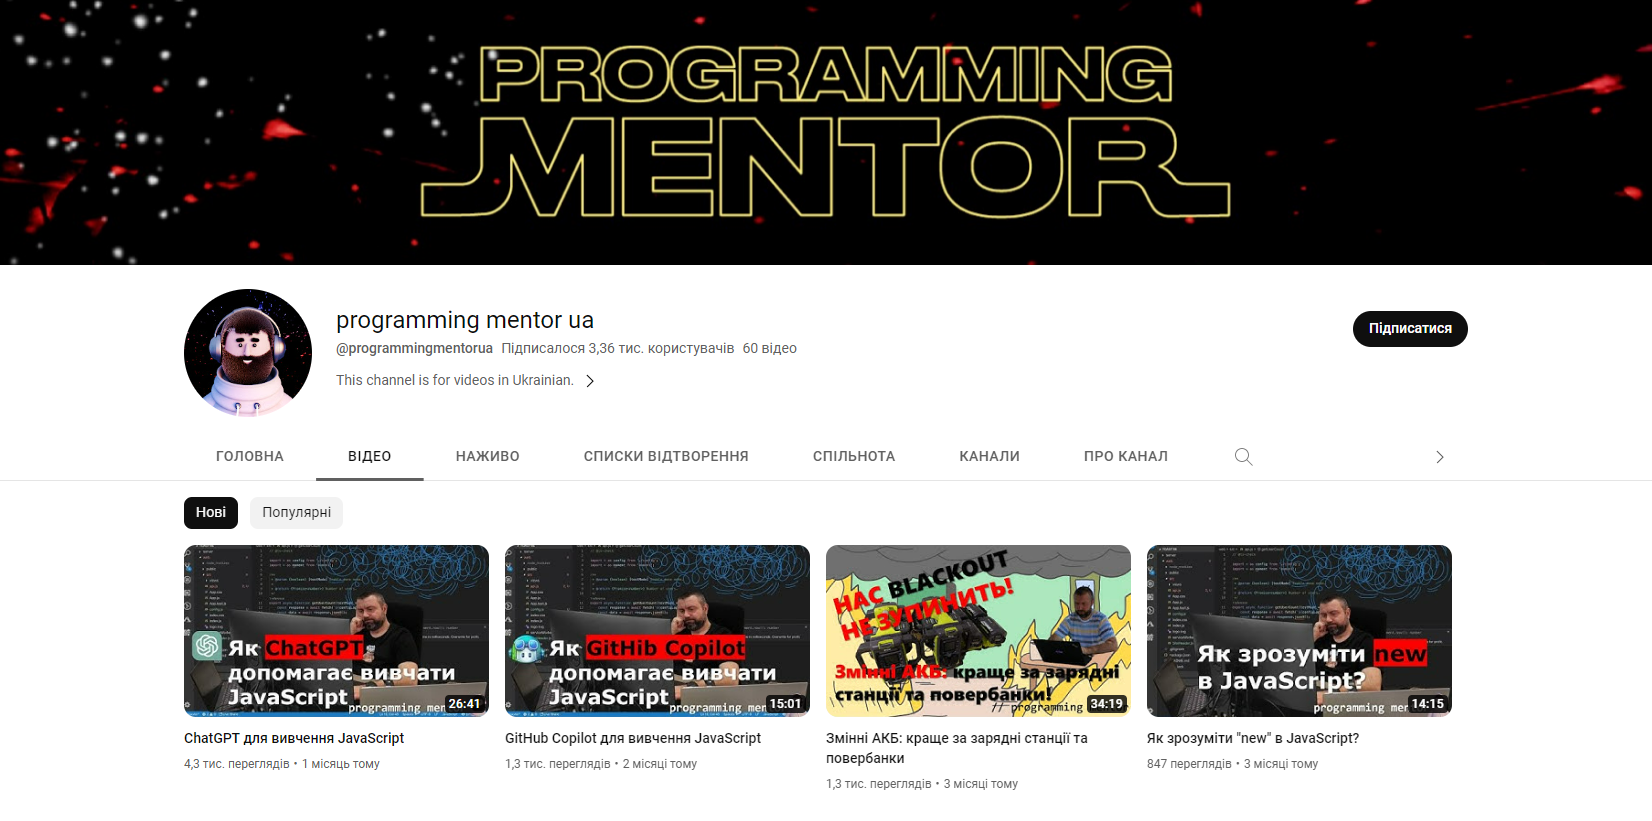 PROGRAMMING
MENTOR
programming mentor ua
@programmingmentorua Підписалося 3,36 тис. користувачів 60 відео
This channel is for videos in Ukrainian.
Підписатися
ГОЛОВНА ВІДЕО НАЖИВО СПИСКИ ВІДТВОРЕННЯ СПІЛЬНОТА КАНАЛИ ПРО КАНАЛ
Нові Популярні
Як ChatGPT
допомагає вивчати
JavaScript
programming men
26:41
ChatGPT для вивчення JavaScript
4,3 тис. переглядів • 1 місяць тому
Як GitHib Copilot
допомагає вивчати
JavaScript
programming mer
15:01
GitHub Copilot для вивчення JavaScript
1,3 тис. переглядів • 2 місяці тому
НАС BLACKOUT
НЕ ЗУПИНИТЬ!
Змінні АКБ: краще за зарядні
станції та повербанки!
// programming
34:19
Змінні АКБ: краще за зарядні станції та
повербанки
1,3 тис. переглядів • 3 місяці тому
Як зрозуміти new
в JavaScript?
programming mer
14:15
Як зрозуміти "new" в JavaScript?
847 переглядів • 3 місяці тому